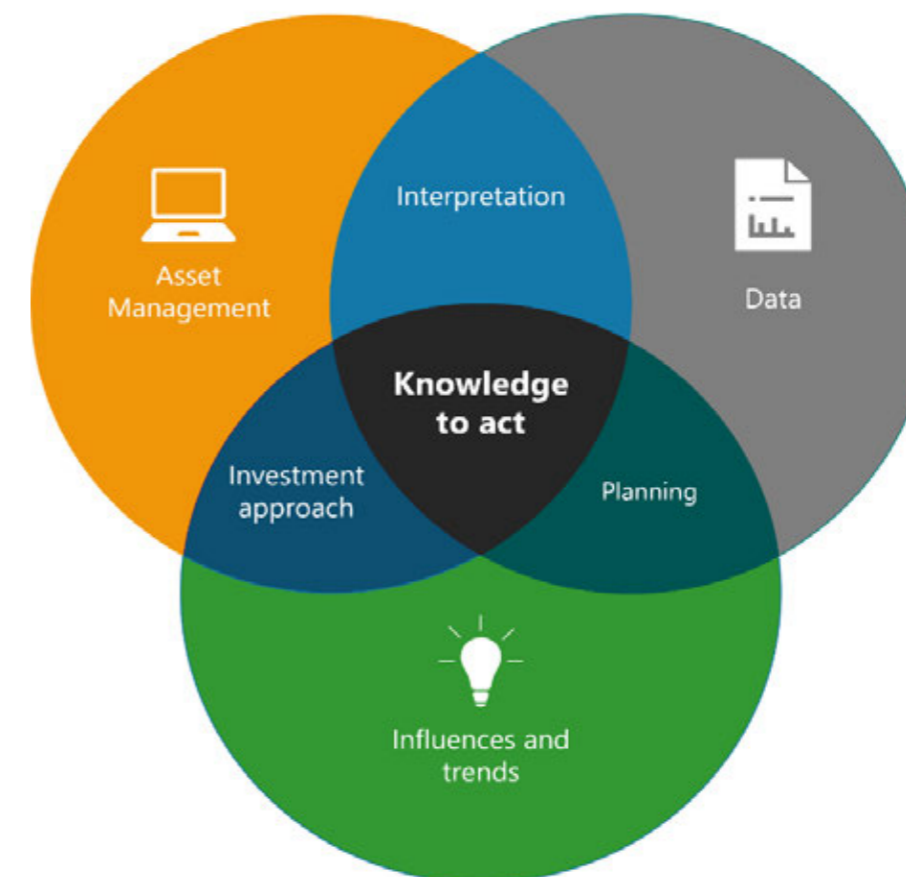 Interpretation
Asset
Management
Data
Knowledge
to act
Investment
approach
Planning
Influences and
trends